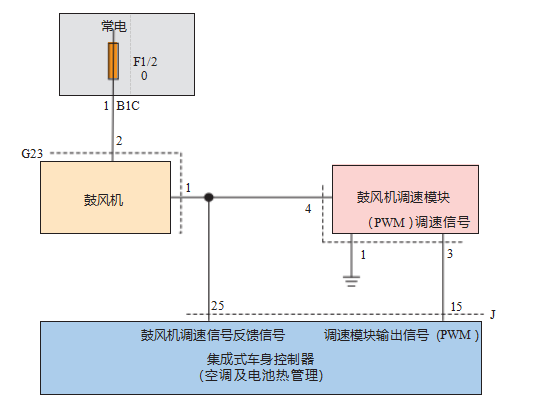 常电
F1/2
0
1 B1C
2
G23
鼓风机
1
4
鼓风机调速模块
(PWM )调速信号
1
3
25
15
J
鼓风机调速信号反馈信号
调速模块输出信号 (PWM )
集成式车身控制器
(空调及电池热管理)